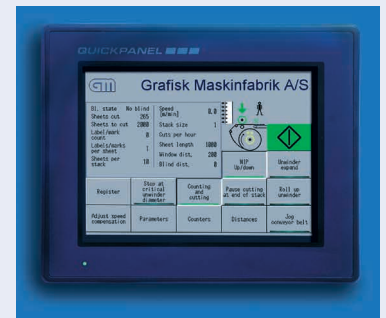 QUICKPANEL
GM Grafisk Maskinfabrik A/S
Bl. state No blind
Sheets cut 265
Sheets to cut 2000
Label/mark count 0
Labels/marks per sheet 1
Sheets per stack 10
Speed [m/min] 0.0
Stack size 1
Cuts per hour
Sheet length 1000
Window dist. 200
Blind dist. 0
NIP Up/down
Unwinder expand
Register
Stop at critical unwinder diameter
Counting and cutting
Pause cutting at end of stack
Roll up unwinder
Adjust speed compensation
Parameters
Counters
Distances
Jog conveyor belt